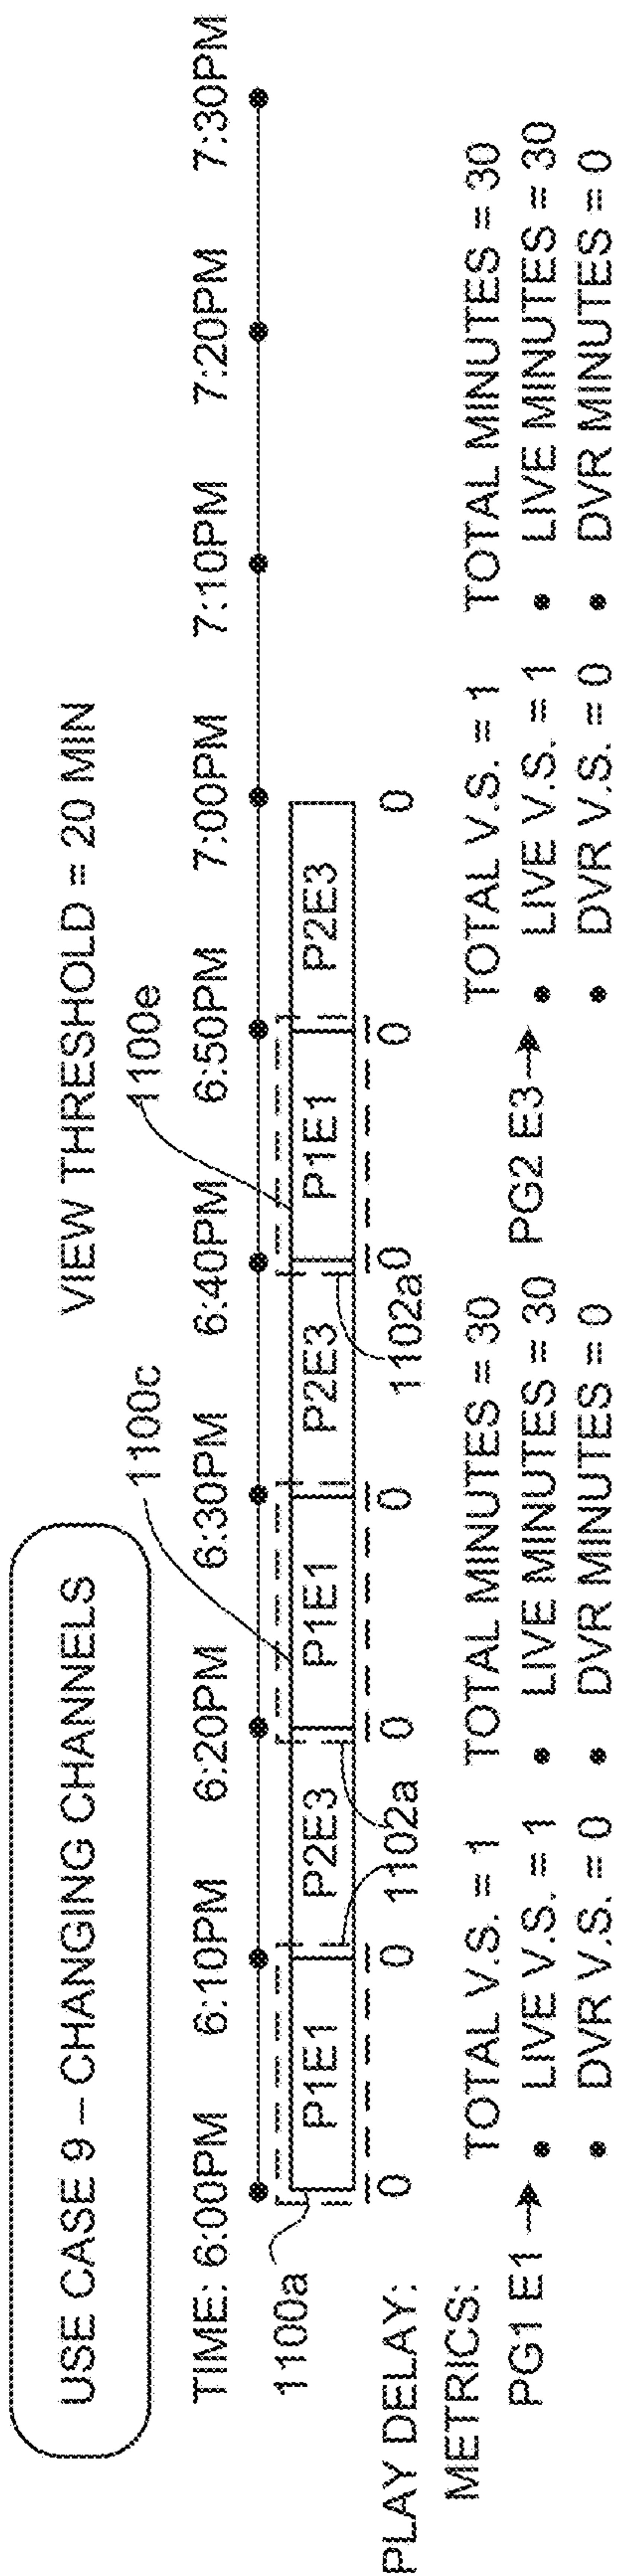 USE CASE 9 – CHANGING CHANNELS
VIEW THRESHOLD = 20 MIN
1100c
1100e
TIME: 6:00PM 6:10PM 6:20PM 6:30PM 6:40PM 6:50PM 7:00PM 7:10PM 7:20PM 7:30PM
1100a
P1E1 P2E3 P1E1 P2E3 P1E1 P2E3
PLAY DELAY: 0 0 0 0 0 0 0
1102a 1102a
METRICS:
PG1 E1
TOTAL V.S. = 1
• LIVE V.S. = 1
• DVR V.S. = 0
TOTAL MINUTES = 30
• LIVE MINUTES = 30
• DVR MINUTES = 0
PG2 E3
TOTAL V.S. = 1
• LIVE V.S. = 1
• DVR V.S. = 0
TOTAL MINUTES = 30
• LIVE MINUTES = 30
• DVR MINUTES = 0